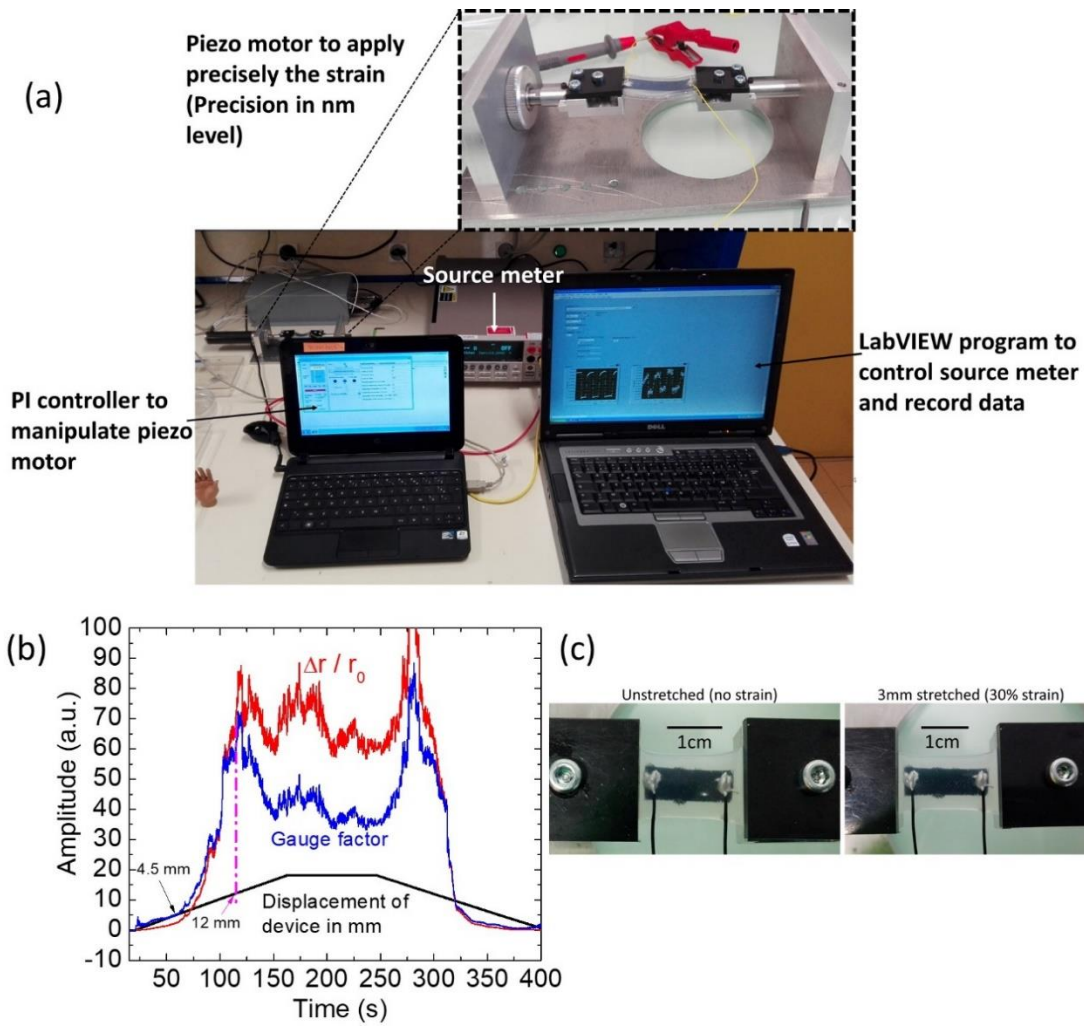 Piezo motor to apply
precisely the strain
(Precision in nm
level)
(a)
Source meter
LabVIEW program to
control source meter
and record data
PI controller to
manipulate piezo
motor
DELL
(b)
100
90
80
70
60
50
40
30
20
10
0
-10
Amplitude (a.u.)
Δr / r₀
Gauge factor
4.5 mm
12 mm
Displacement of
device in mm
50 100 150 200 250 300 350 400
Time (s)
(c)
Unstretched (no strain)
1cm
3mm stretched (30% strain)
1cm